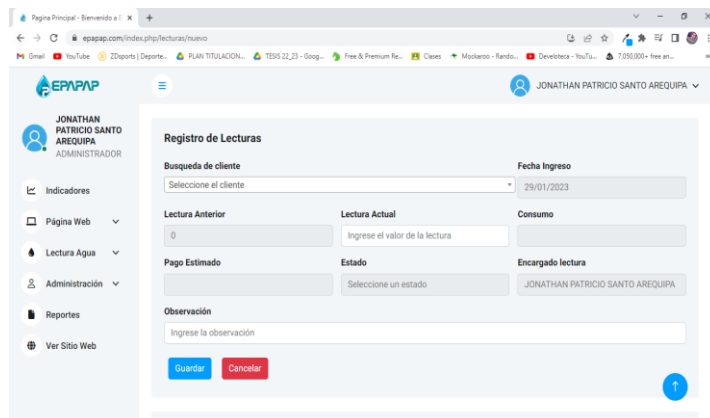 Pagina Principal - Bienvenido a E
epapap.com/index.php/lecturas/nuevo
Gmail YouTube ZDsports | Deporte... PLAN TITULACION... TESIS 22_23 - Goog... Free & Premium Re... Clases Mockaroo - Rando... Develoteca - YouTu... 7,050,000+ free an...
EPAPAP
JONATHAN PATRICIO SANTO AREQUIPA
JONATHAN
PATRICIO SANTO
AREQUIPA
ADMINISTRADOR
Indicadores
Página Web
Lectura Agua
Administración
Reportes
Ver Sitio Web
Registro de Lecturas
Busqueda de cliente Fecha Ingreso
Seleccione el cliente 29/01/2023
Lectura Anterior Lectura Actual Consumo
0 Ingrese el valor de la lectura
Pago Estimado Estado Encargado lectura
Seleccione un estado JONATHAN PATRICIO SANTO AREQUIPA
Observación
Ingrese la observación
Guardar Cancelar